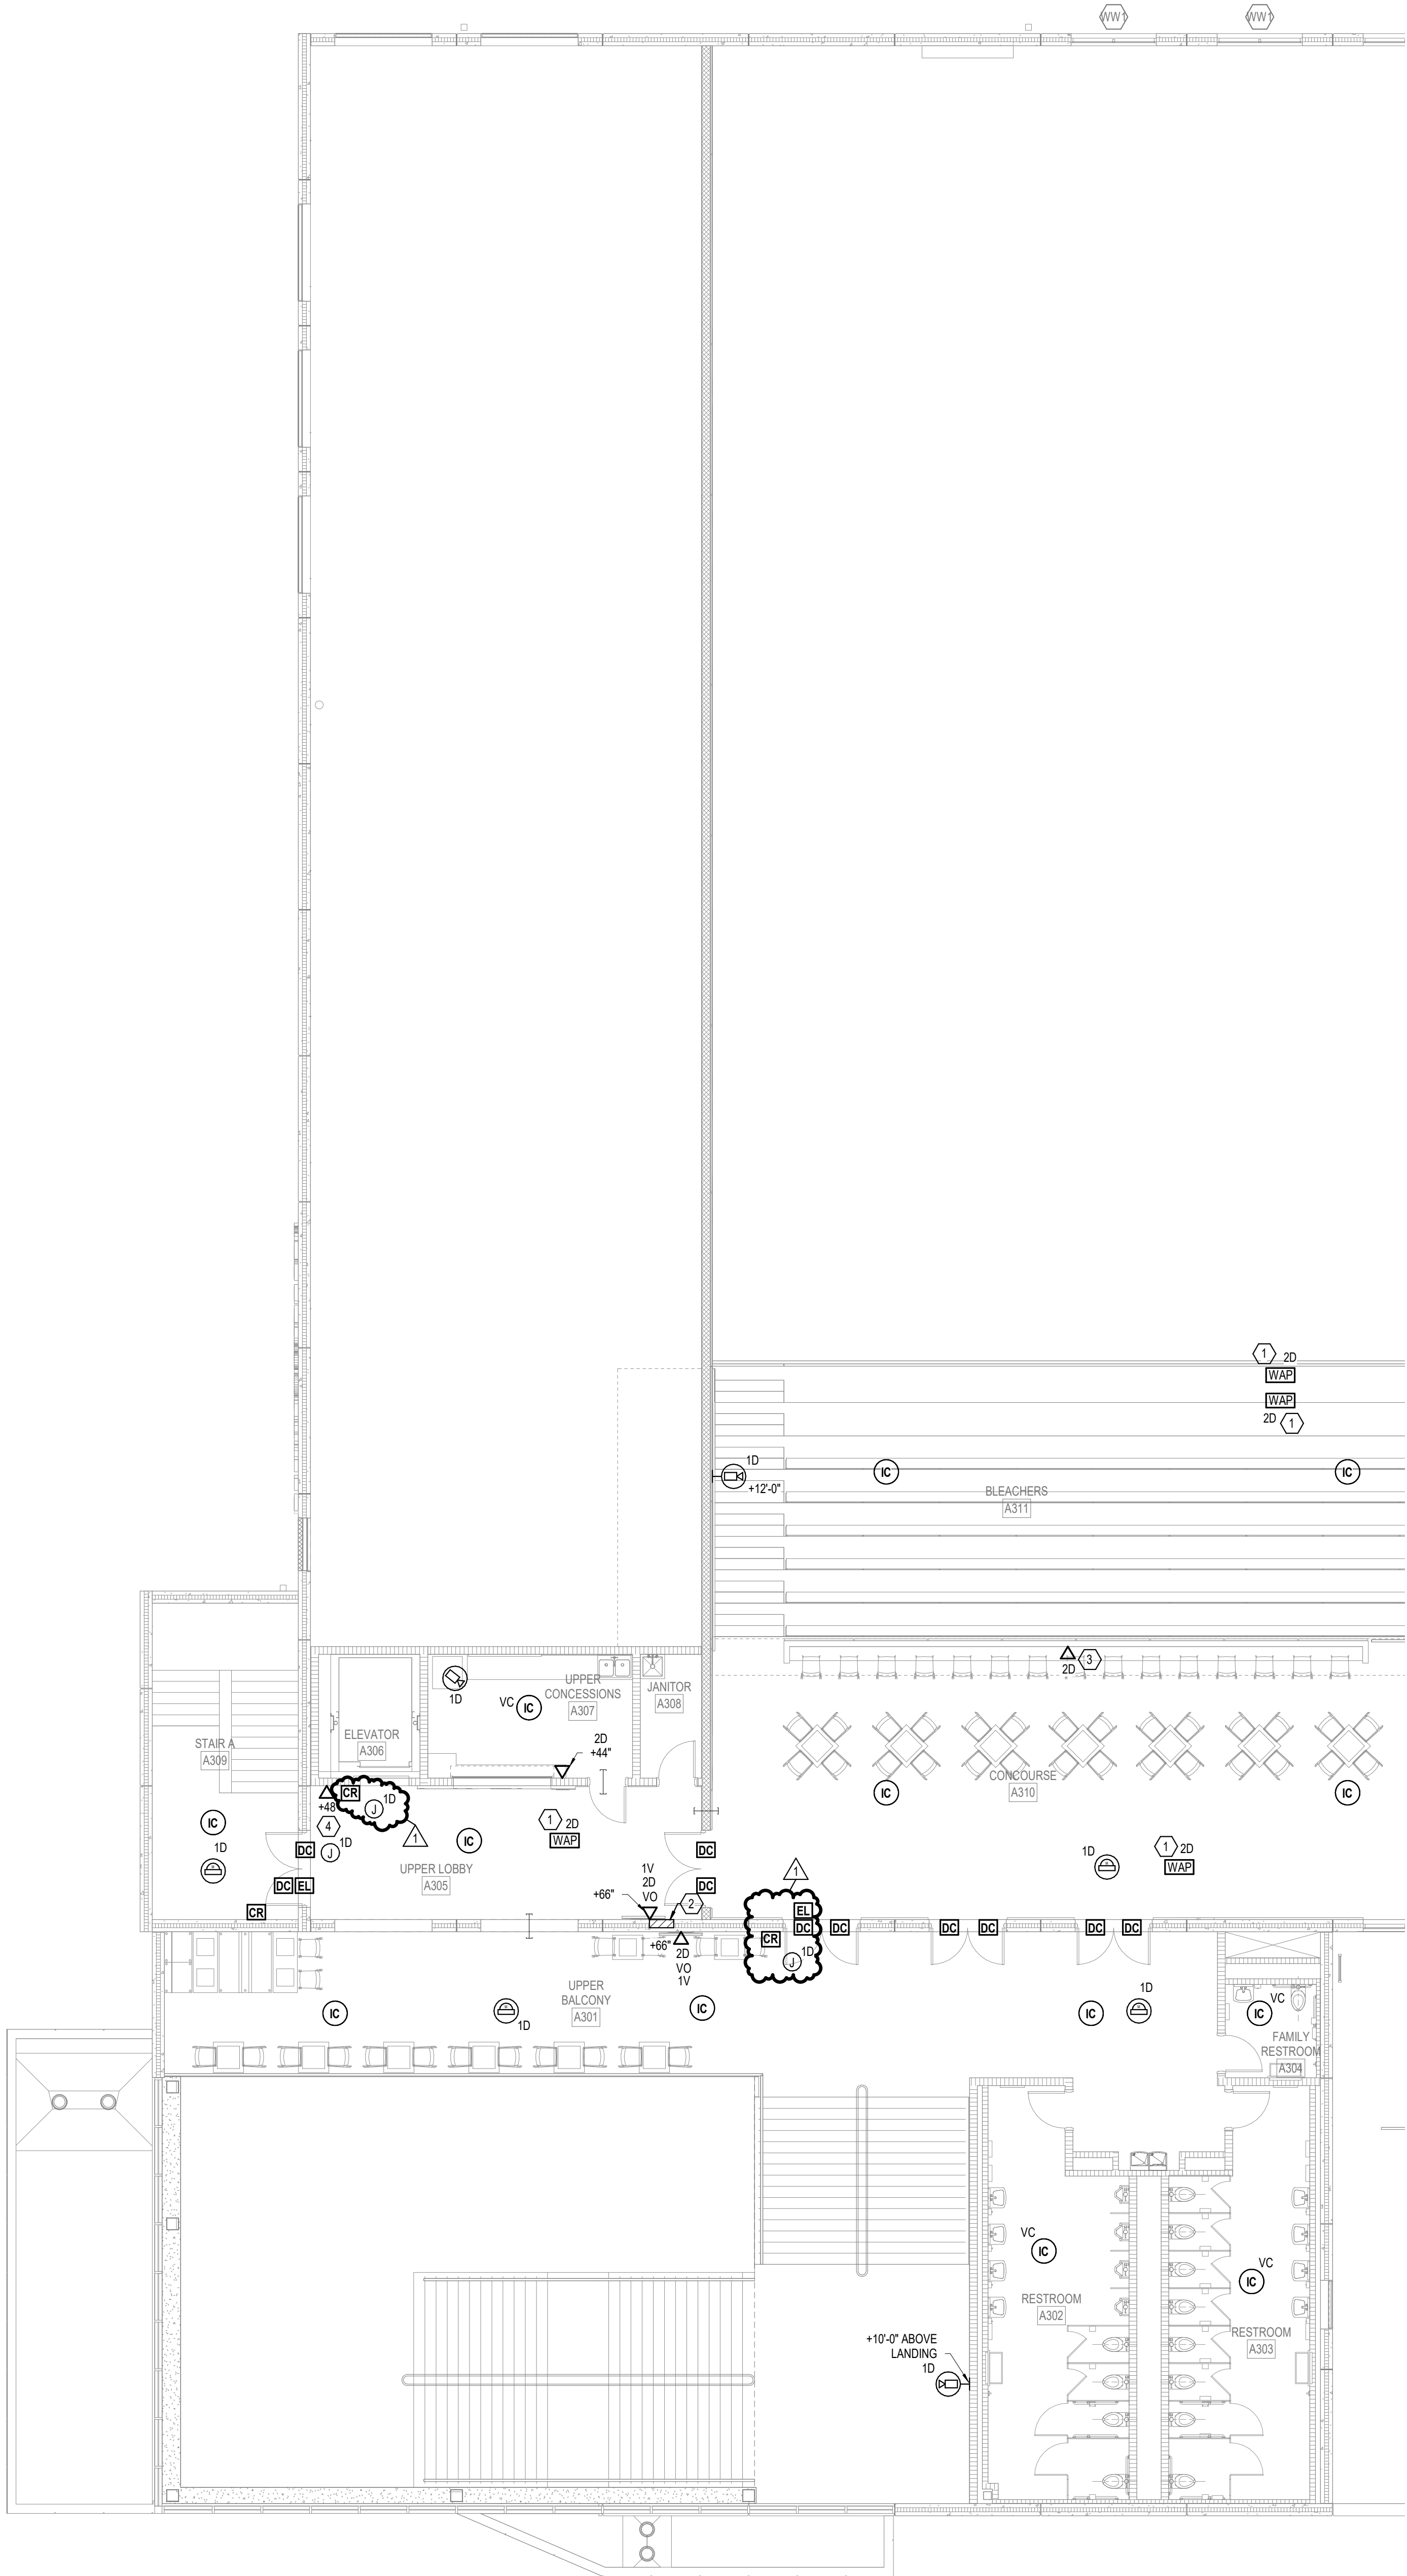 WW1
WW1
1
2D
WAP
WAP
2D
1
1D
+12'-0"
IC
IC
BLEACHERS
A311
2D
3
1D
VC
IC
UPPER
CONCESSIONS
A307
JANITOR
A308
ELEVATOR
A306
STAIR A
A309
2D
+44"
CONCOURSE
A310
IC
IC
+48"
CR
J
1D
4
1
J
1D
IC
1D
DC
DC
EL
CR
IC
1
2D
WAP
UPPER LOBBY
A305
DC
DC
1V
2D
VO
+66"
2
+66"
2D
VO
1V
1
EL
DC
CR
J
1D
DC
DC
DC
DC
DC
1D
1
2D
WAP
UPPER
BALCONY
A301
IC
1D
IC
IC
1D
VC
IC
FAMILY
RESTROOM
A304
VC
IC
VC
IC
RESTROOM
A302
RESTROOM
A303
+10'-0" ABOVE
LANDING
1D